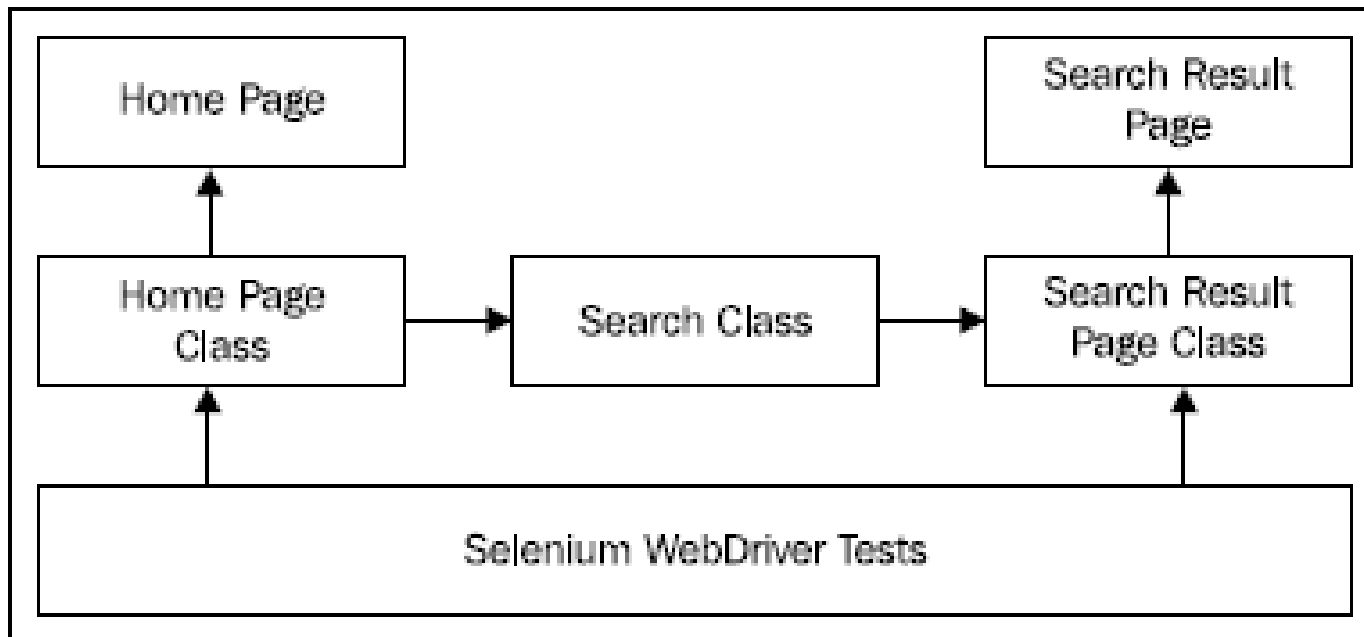 Home Page
Search Result
Page
Home Page
Class
Search Class
Search Result
Page Class
Selenium WebDriver Tests